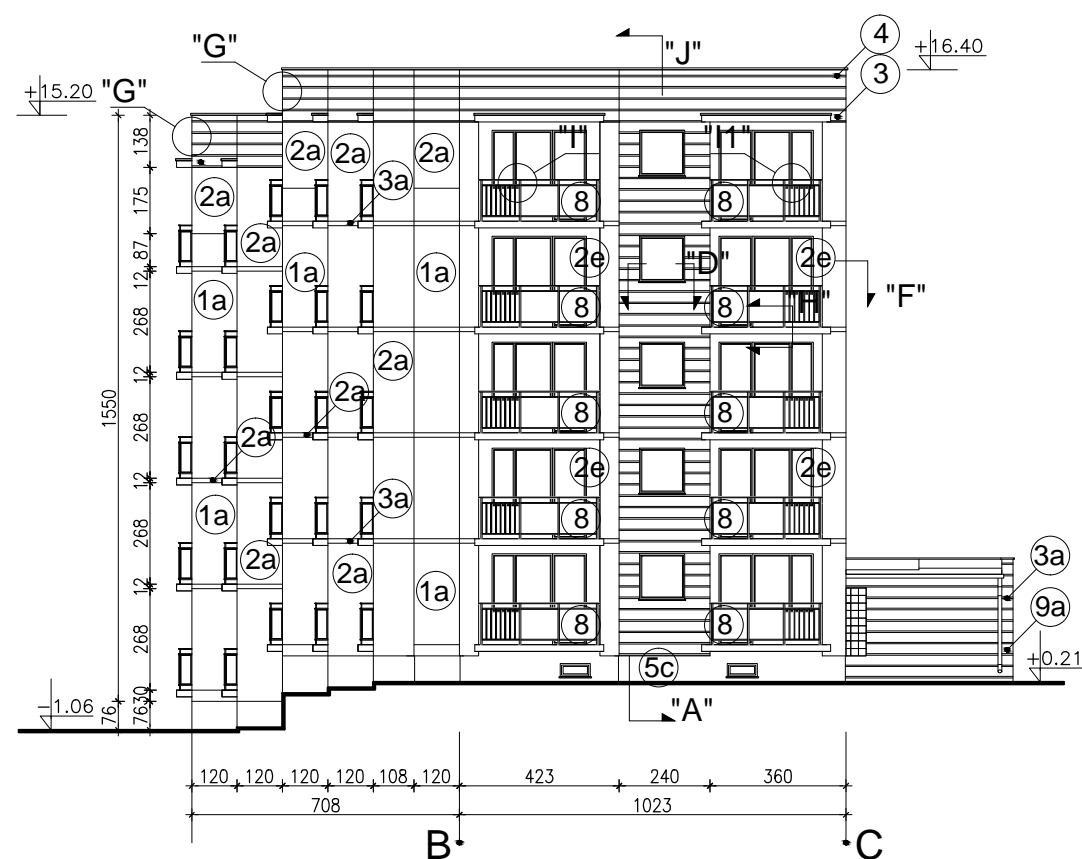 "G" "J" 4 +16.40
+15.20 "G" 3
2a 2a 2a "I" "I1"
138
2a 3a 8 8
175
2a 2e 2e
87
1a 1a "D" "F"
12
1a 8 8 "H"
268
2a
12
2a 8 8
268
1550
2a 2e 2e
12
3a
1a 8 8
268
2a 2a 3a
12
1a 9a
268
8 8
+0.21
5c
30
-1.06 76 76 "A"
120 120 120 120 108 120 423 240 360
708 1023
B C